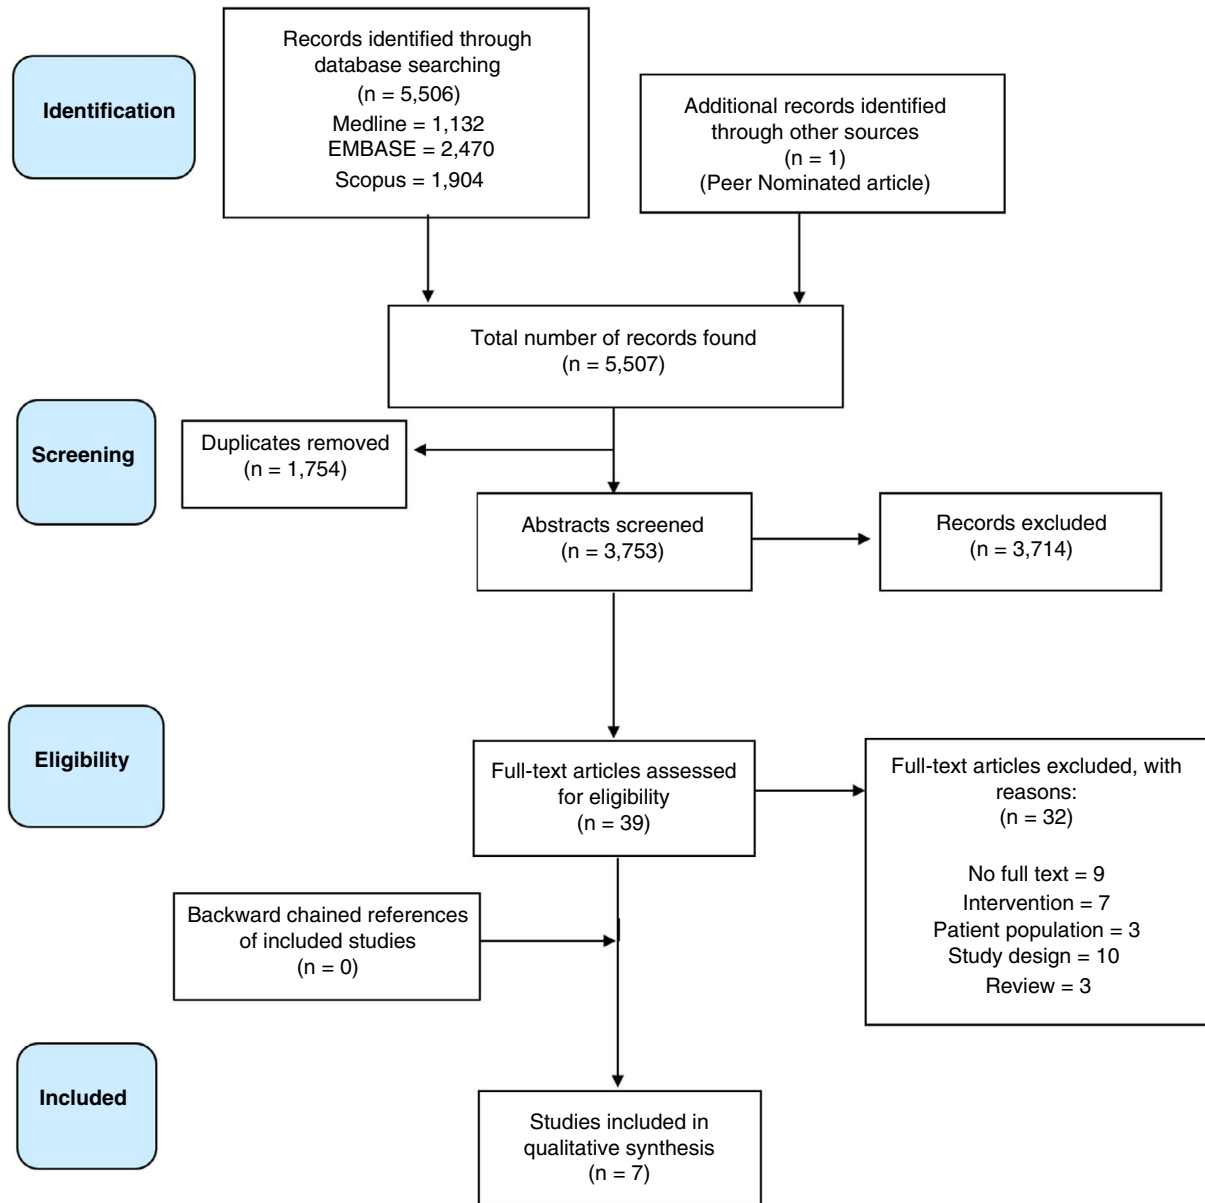 Identification
Records identified through
database searching
(n = 5,506)
Medline = 1,132
EMBASE = 2,470
Scopus = 1,904
Additional records identified
through other sources
(n = 1)
(Peer Nominated article)
Total number of records found
(n = 5,507)
Screening
Duplicates removed
(n = 1,754)
Abstracts screened
(n = 3,753)
Records excluded
(n = 3,714)
Eligibility
Full-text articles assessed
for eligibility
(n = 39)
Full-text articles excluded, with
reasons:
(n = 32)
No full text = 9
Intervention = 7
Patient population = 3
Study design = 10
Review = 3
Backward chained references
of included studies
(n = 0)
Included
Studies included in
qualitative synthesis
(n = 7)